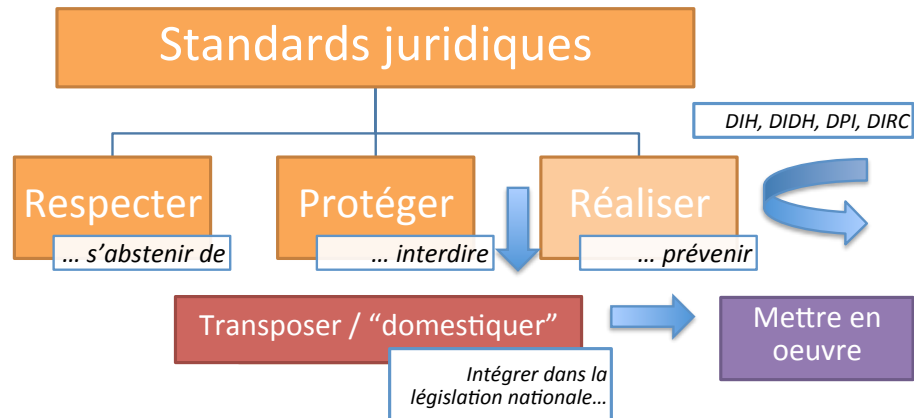 Standards juridiques
DIH, DIDH, DPI, DIRC
Respecter
… s’abstenir de
Protéger
… interdire
Réaliser
… prévenir
Transposer / “domestiquer”
Intégrer dans la
législation nationale…
Mettre en
oeuvre